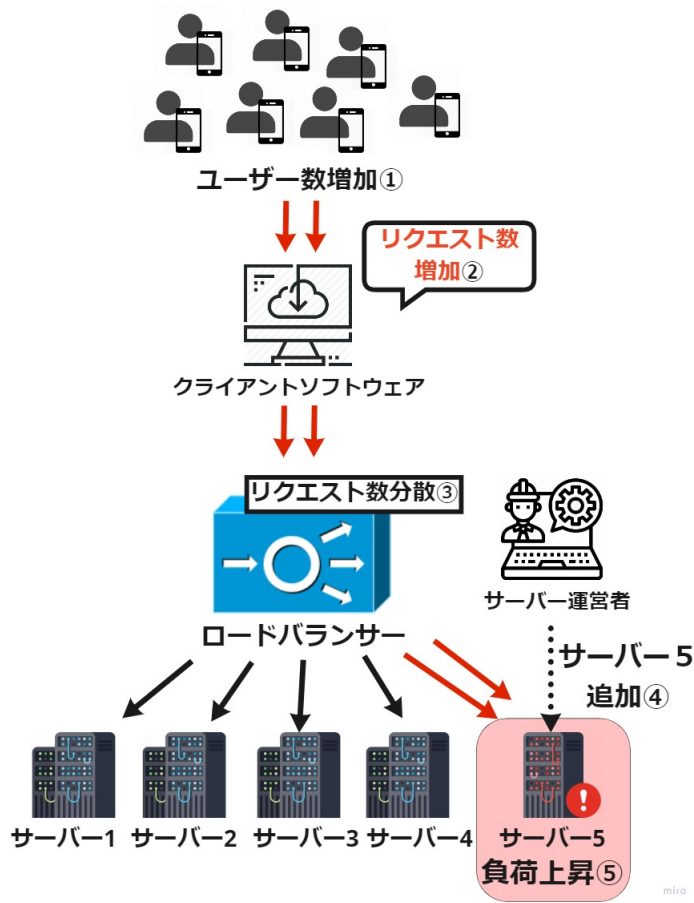 ユーザー数増加①
リクエスト数
増加②
クライアントソフトウェア
リクエスト数分散③
サーバー運営者
ロードバランサー
サーバー５
追加④
サーバー1
サーバー2
サーバー3
サーバー4
サーバー5
負荷上昇⑤
miro